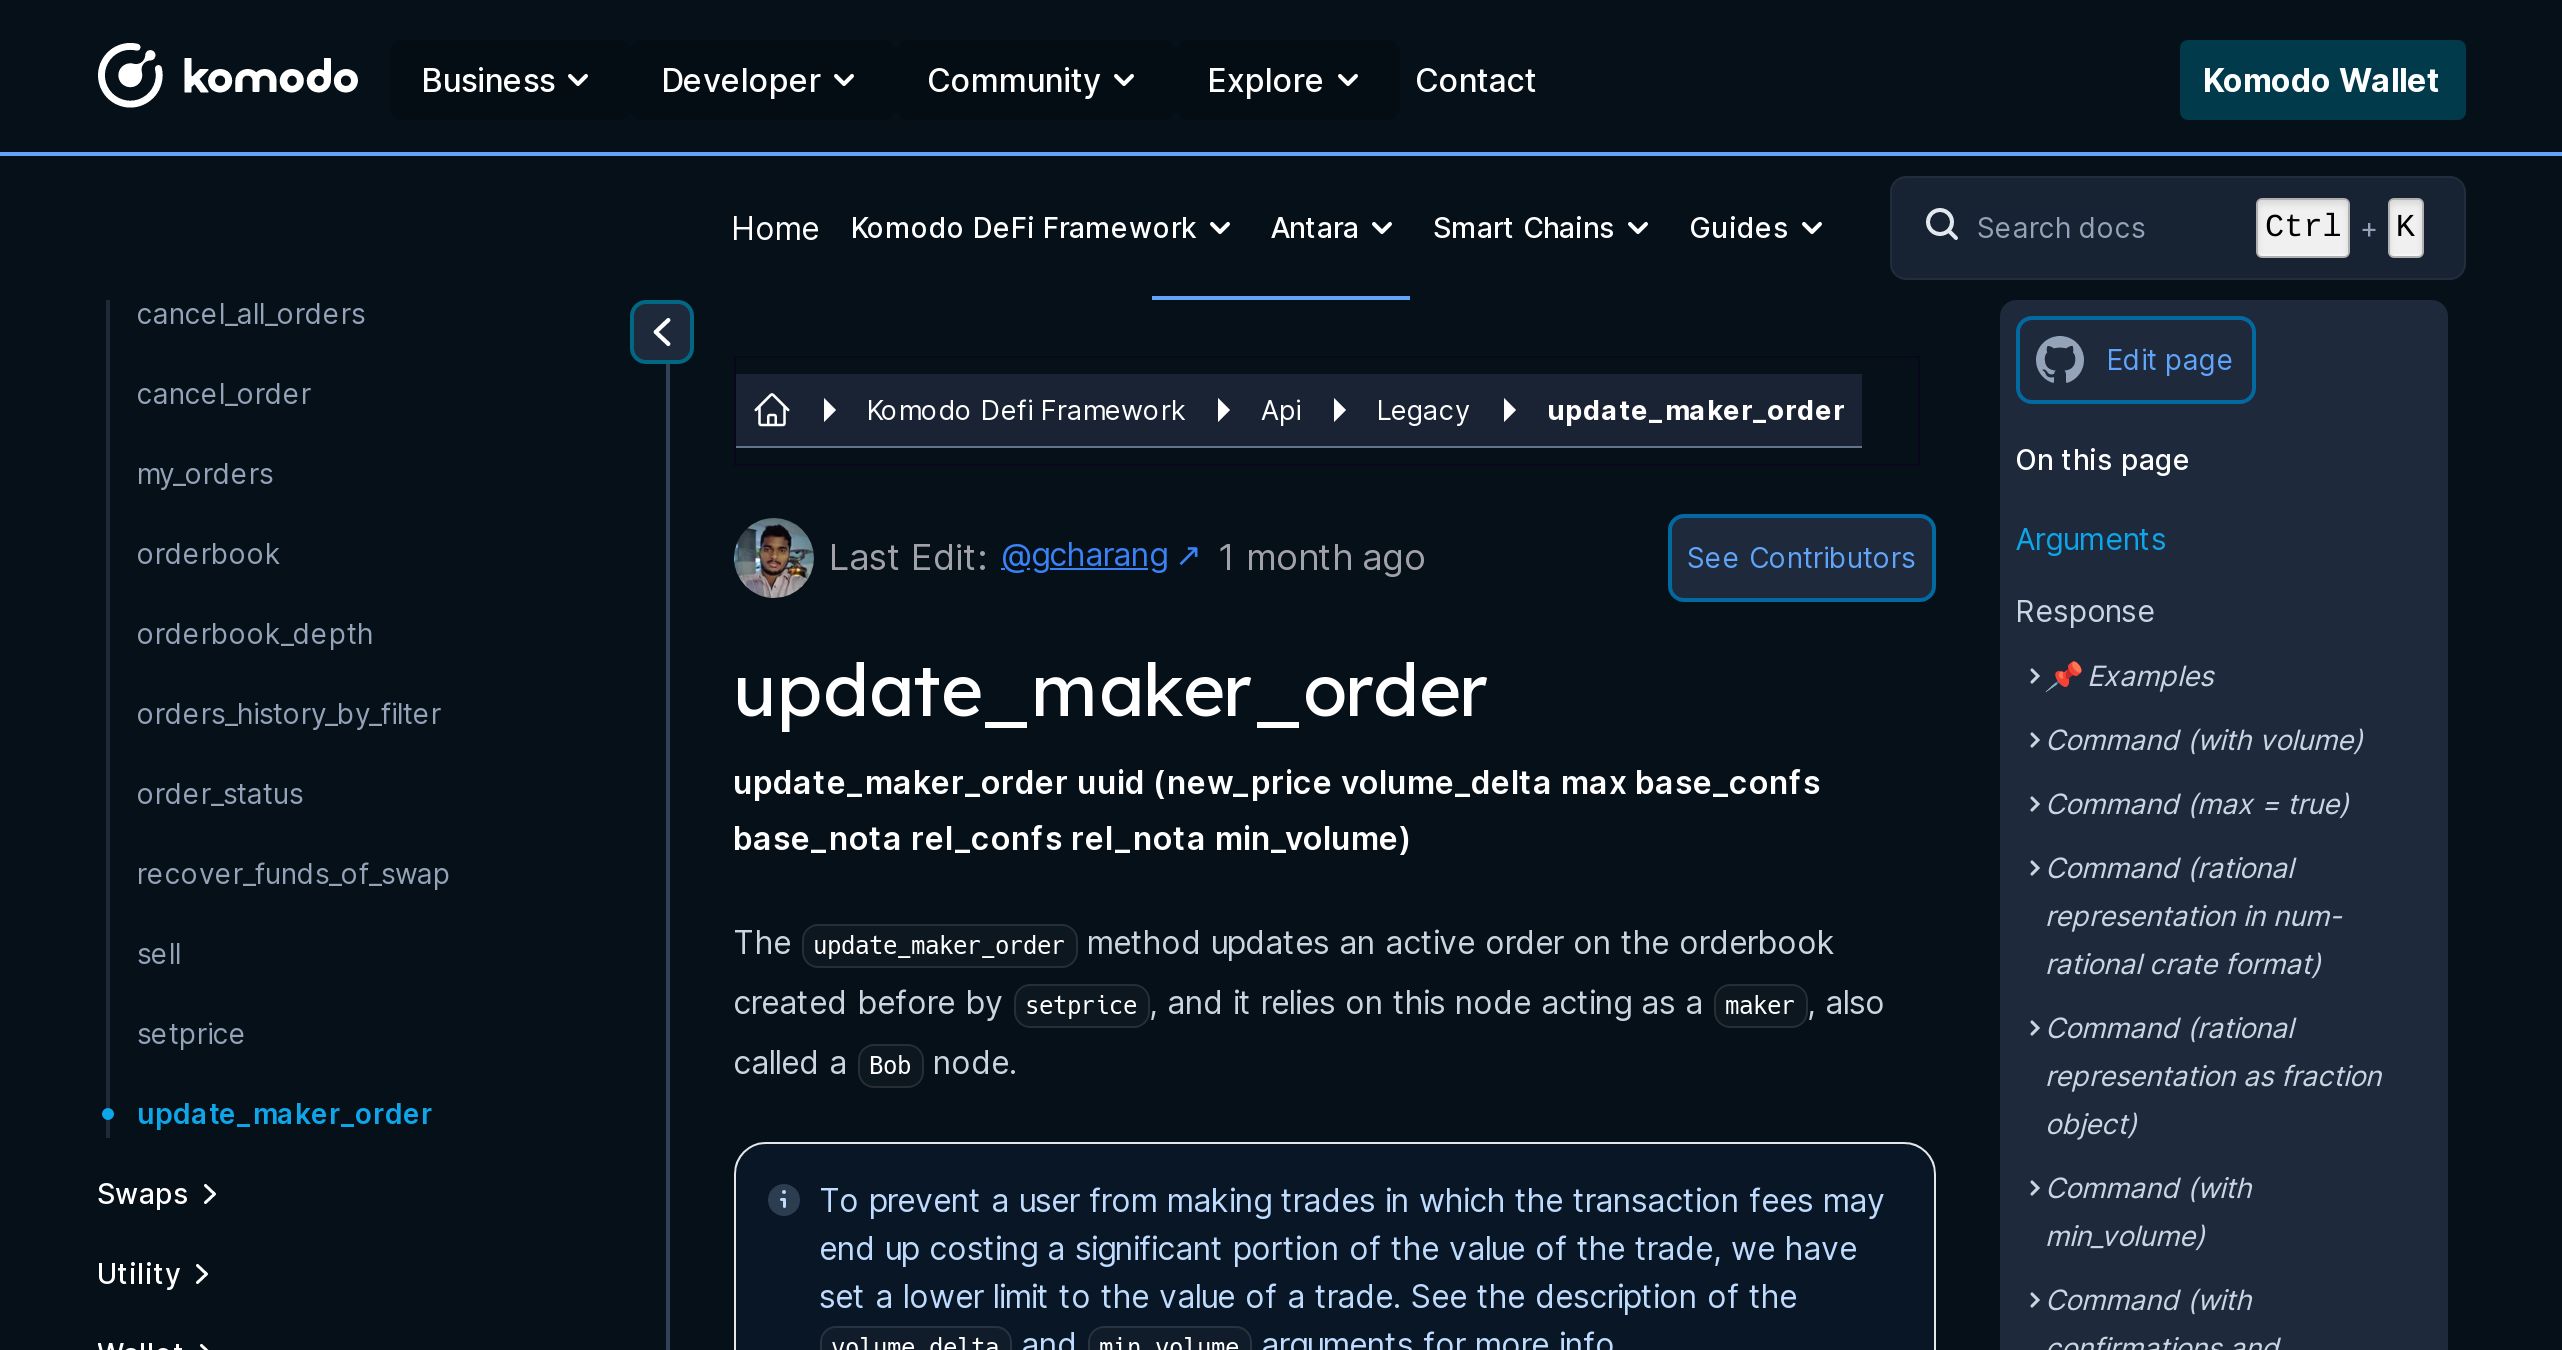 komodo
Business
Developer
Community
Explore
Contact
Komodo Wallet
Home
Komodo DeFi Framework
Antara
Smart Chains
Guides
Search docs
Ctrl + K
cancel_all_orders
cancel_order
my_orders
orderbook
orderbook_depth
orders_history_by_filter
order_status
recover_funds_of_swap
sell
setprice
update_maker_order
Swaps
Utility
Wallet
Komodo Defi Framework
Api
Legacy
update_maker_order
Last Edit: @gcharang ↗ 1 month ago
See Contributors
update_maker_order
update_maker_order uuid (new_price volume_delta max base_confs
base_nota rel_confs rel_nota min_volume)
The update_maker_order method updates an active order on the orderbook
created before by setprice, and it relies on this node acting as a maker, also
called a Bob node.
To prevent a user from making trades in which the transaction fees may
end up costing a significant portion of the value of the trade, we have
set a lower limit to the value of a trade. See the description of the
volume_delta and min_volume arguments for more info
Edit page
On this page
Arguments
Response
📌 Examples
Command (with volume)
Command (max = true)
Command (rational
representation in num-
rational crate format)
Command (rational
representation as fraction
object)
Command (with
min_volume)
Command (with
confirmations and